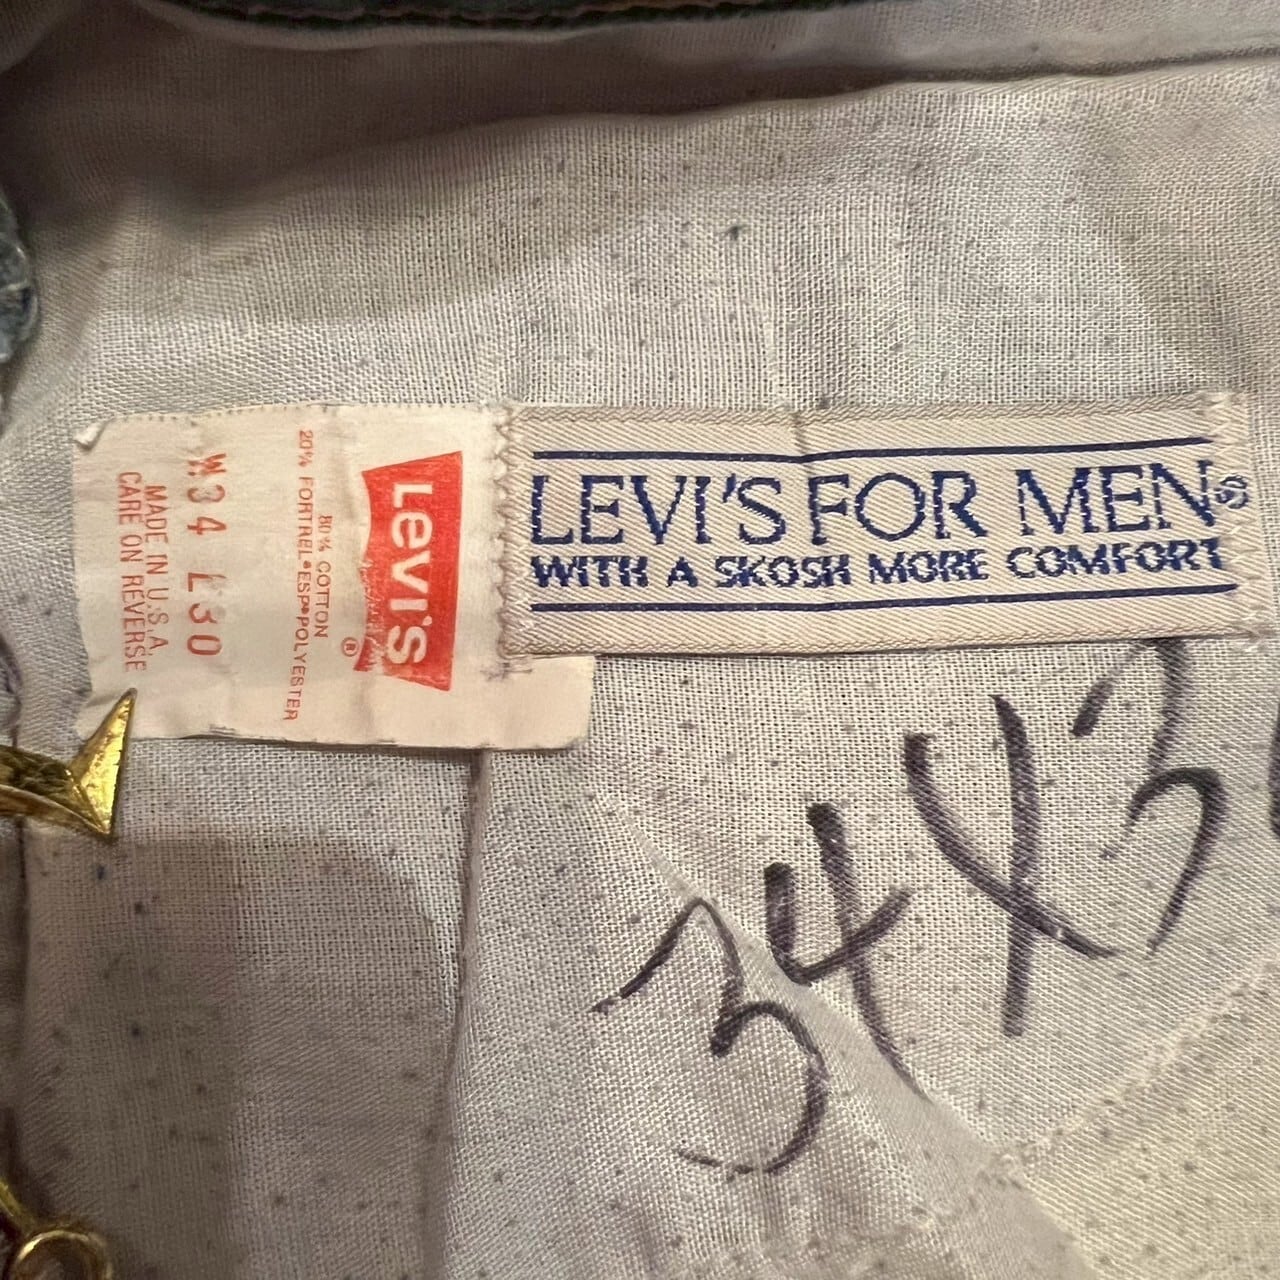 LEVI'S FOR MEN®
WITH A SKOSH MORE COMFORT
Levi's
®
80% COTTON
20% FORTREL•ESP•POLYESTER
W34 L30
MADE IN U.S.A.
CARE ON REVERSE
34X3